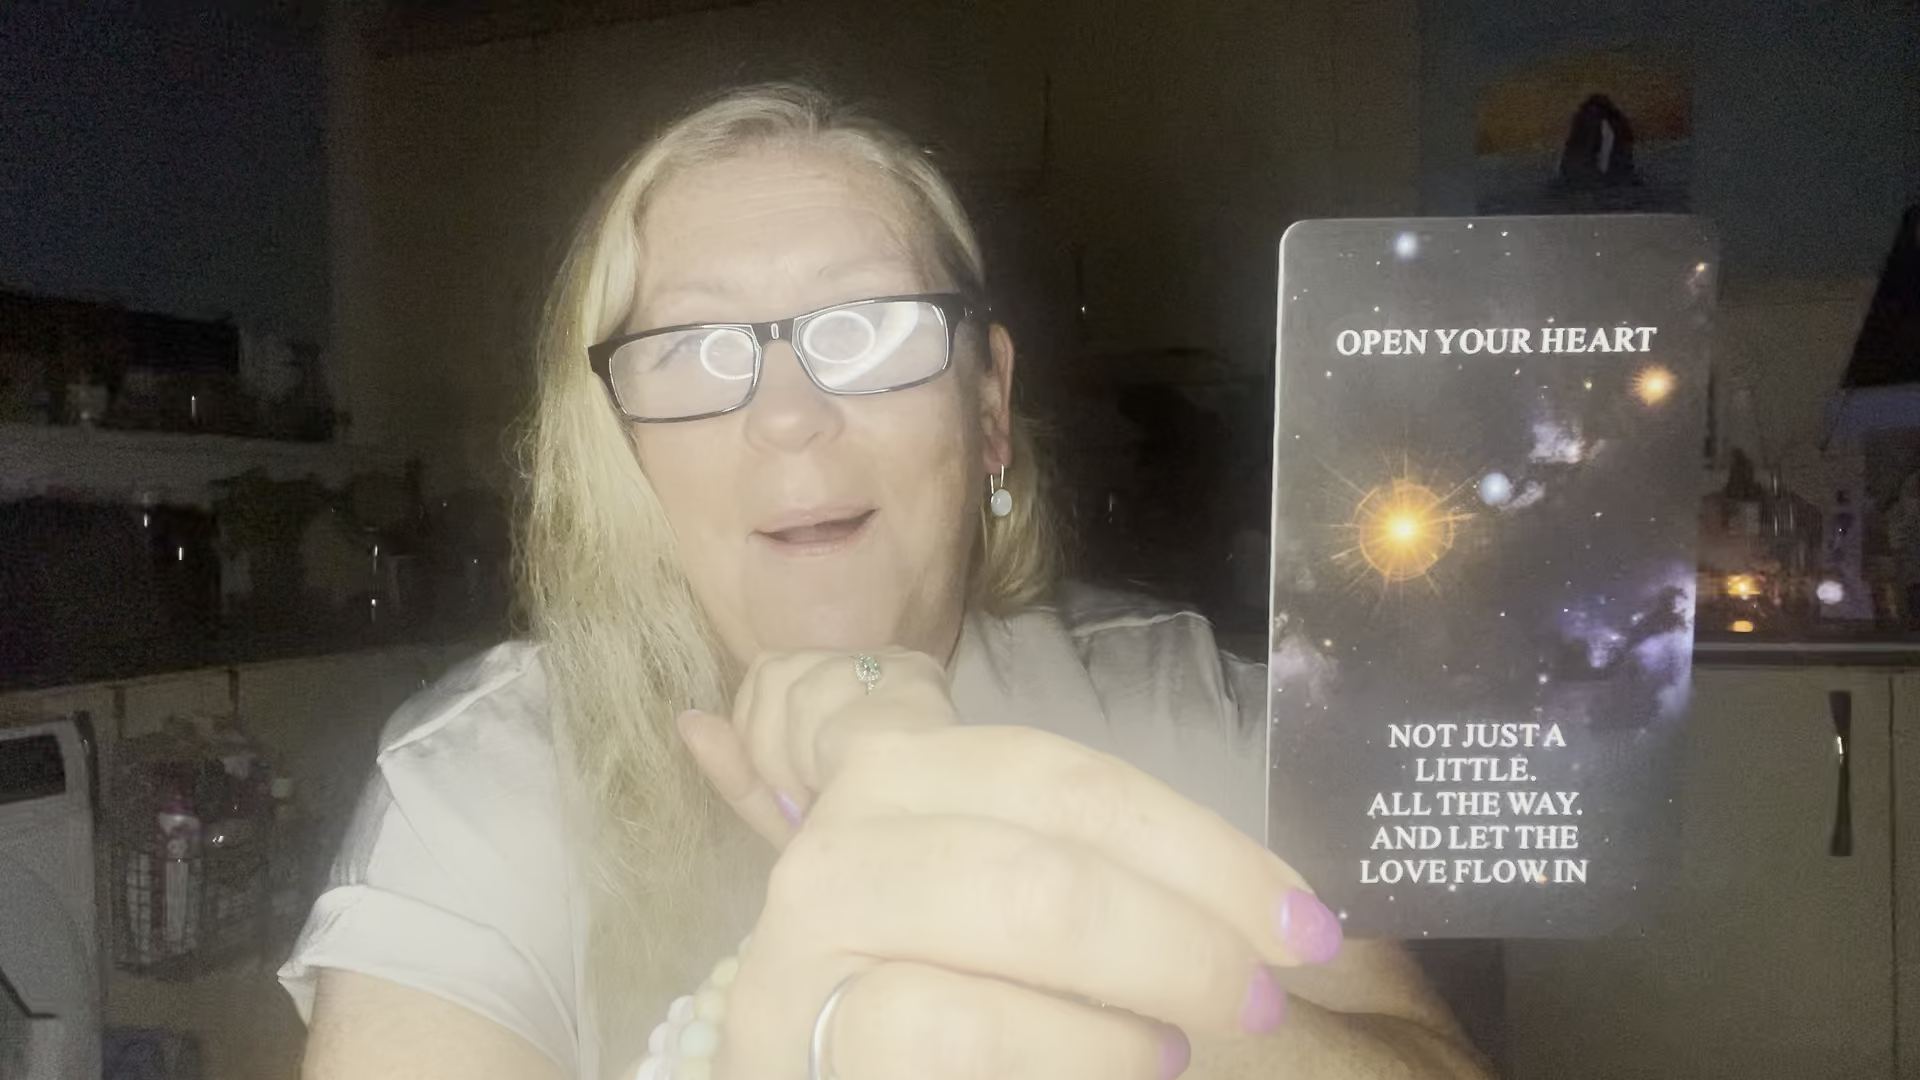 OPEN YOUR HEART
NOT JUST A
LITTLE.
ALL THE WAY.
AND LET THE
LOVE FLOW IN